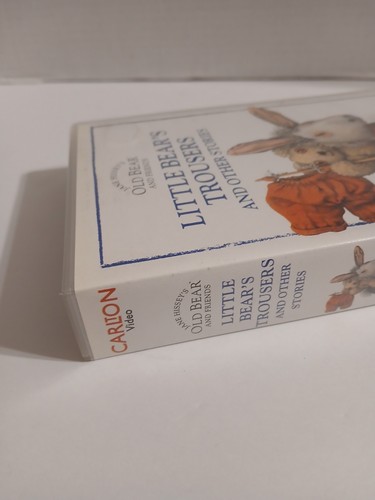 JANE HISSEY'S
OLD BEAR
AND FRIENDS
LITTLE BEAR'S
TROUSERS
AND OTHER STORIES
CARLTON
Video
JANE HISSEY'S
OLD BEAR
AND FRIENDS
LITTLE
BEAR'S
TROUSERS
AND OTHER
STORIES